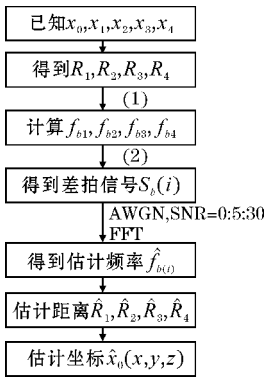 已知x₀,x₁,x₂,x₃,x₄
得到R₁,R₂,R₃,R₄
(1)
计算f_b1,f_b2,f_b3,f_b4
(2)
得到差拍信号S_b(i)
AWGN,SNR=0:5:30
FFT
得到估计频率f̂_b(i)
估计距离R̂₁,R̂₂,R̂₃,R̂₄
估计坐标x̂₀(x,y,z)